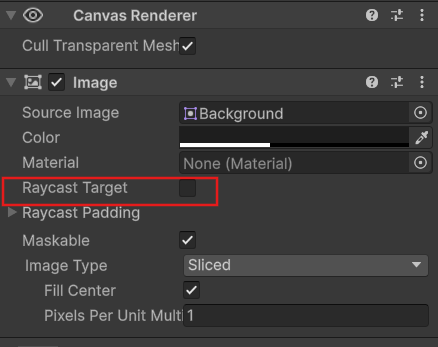 Canvas Renderer
Cull Transparent Mesh
Image
Source Image Background
Color
Material None (Material)
Raycast Target
Raycast Padding
Maskable
Image Type Sliced
Fill Center
Pixels Per Unit Multi 1